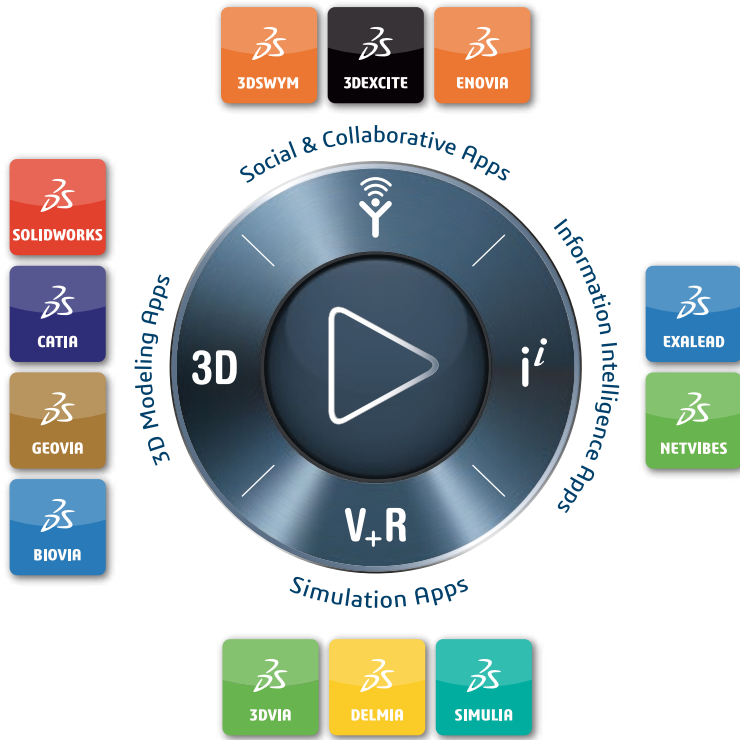 3DSWYM
3DEXCITE
ENOVIA
Social & Collaborative Apps
SOLIDWORKS
CATIA
GEOVIA
BIOVIA
3D Modeling Apps
3D
i i
Information Intelligence Apps
EXALEAD
NETVIBES
V+R
Simulation Apps
3DVIA
DELMIA
SIMULIA